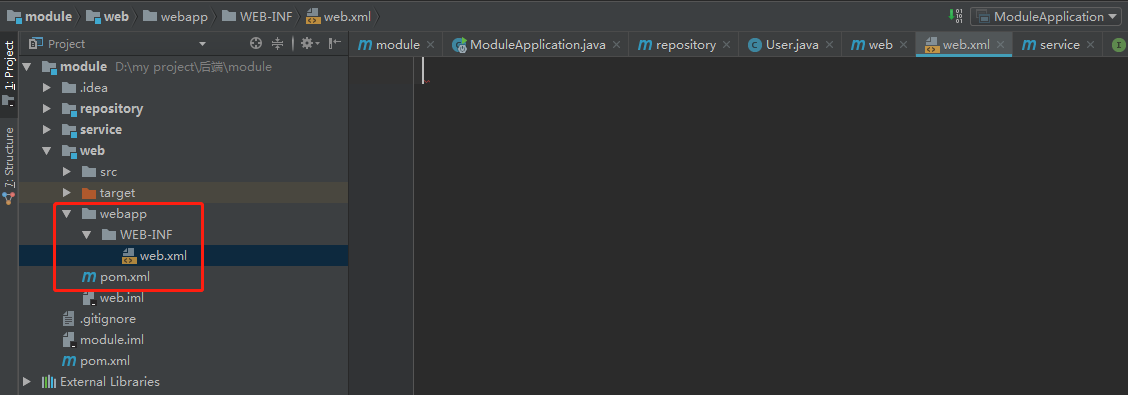 module web webapp WEB-INF web.xml ModuleApplication
Project
module ModuleApplication.java repository User.java web web.xml service
1: Project
7: Structure
module D:\my project\后端\module
.idea
repository
service
web
src
target
webapp
WEB-INF
web.xml
pom.xml
web.iml
.gitignore
module.iml
pom.xml
External Libraries